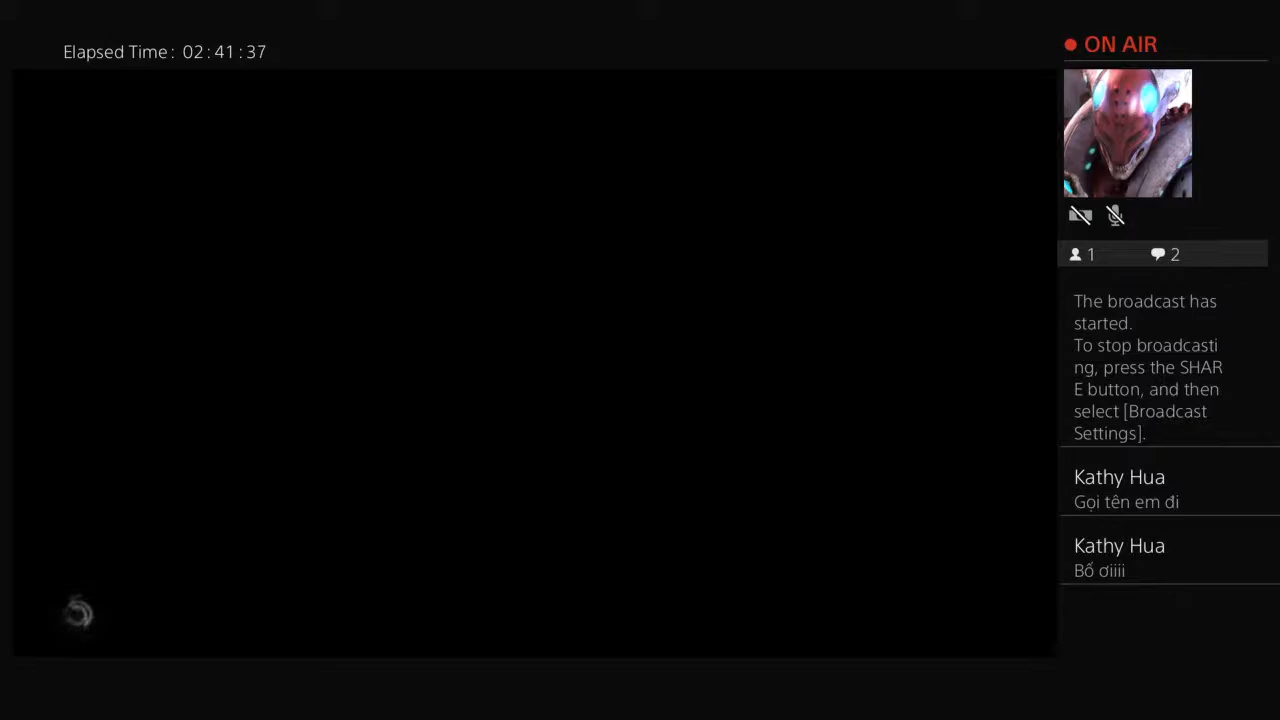 Elapsed Time: 02:41:37
ON AIR
1 2
The broadcast has
started.
To stop broadcasti
ng, press the SHAR
E button, and then
select [Broadcast
Settings].
Kathy Hua
Gọi tên em đi
Kathy Hua
Bố ơiiii